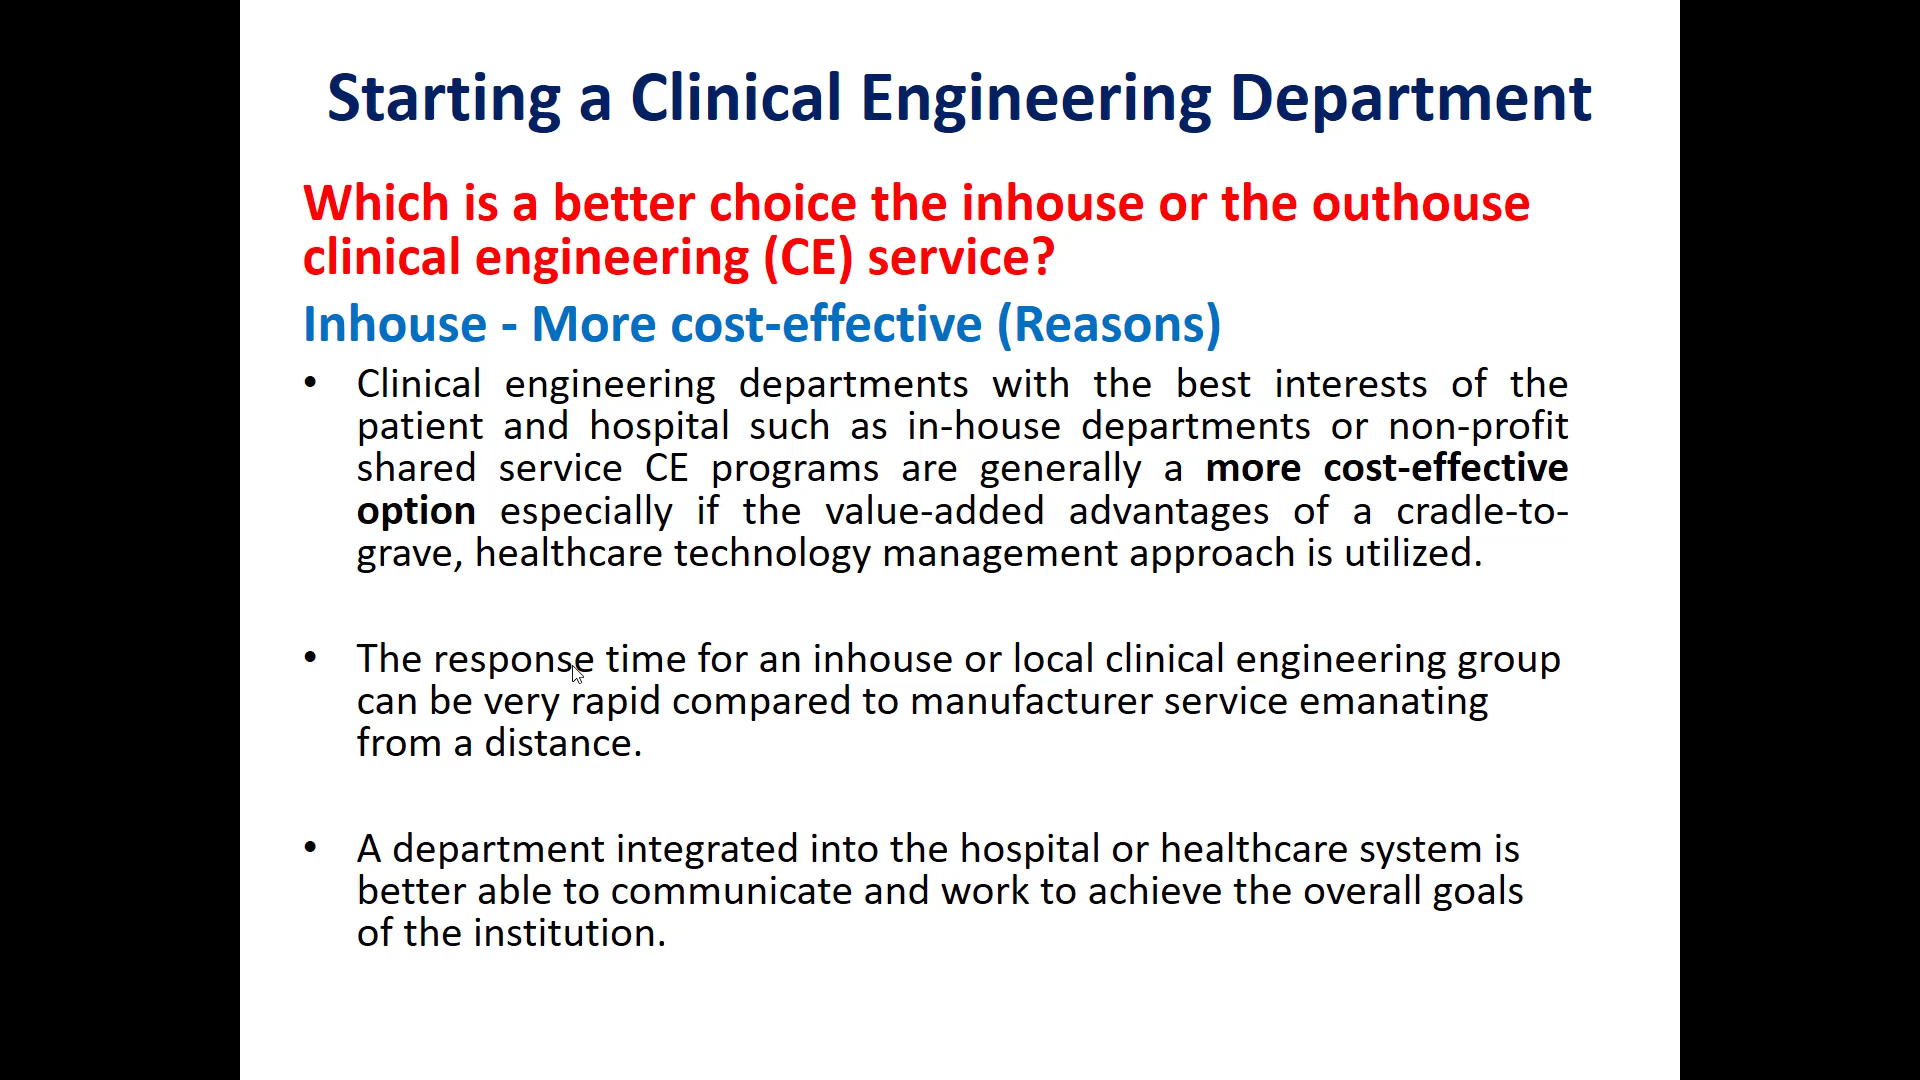 Starting a Clinical Engineering Department
Which is a better choice the inhouse or the outhouse
clinical engineering (CE) service?
Inhouse - More cost-effective (Reasons)
• Clinical engineering departments with the best interests of the
patient and hospital such as in-house departments or non-profit
shared service CE programs are generally a more cost-effective
option especially if the value-added advantages of a cradle-to-
grave, healthcare technology management approach is utilized.
• The response time for an inhouse or local clinical engineering group
can be very rapid compared to manufacturer service emanating
from a distance.
• A department integrated into the hospital or healthcare system is
better able to communicate and work to achieve the overall goals
of the institution.